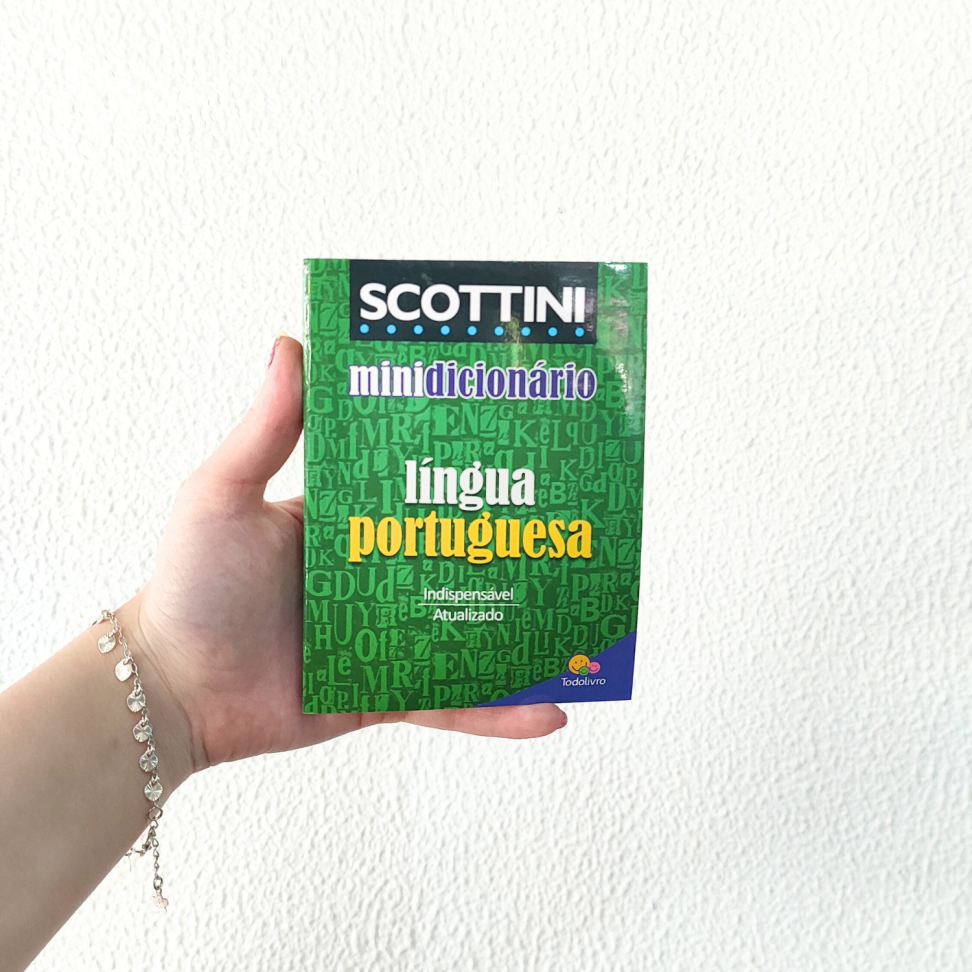 SCOTTINI
minidicionário
língua
portuguesa
Indispensável
Atualizado
Todolivro